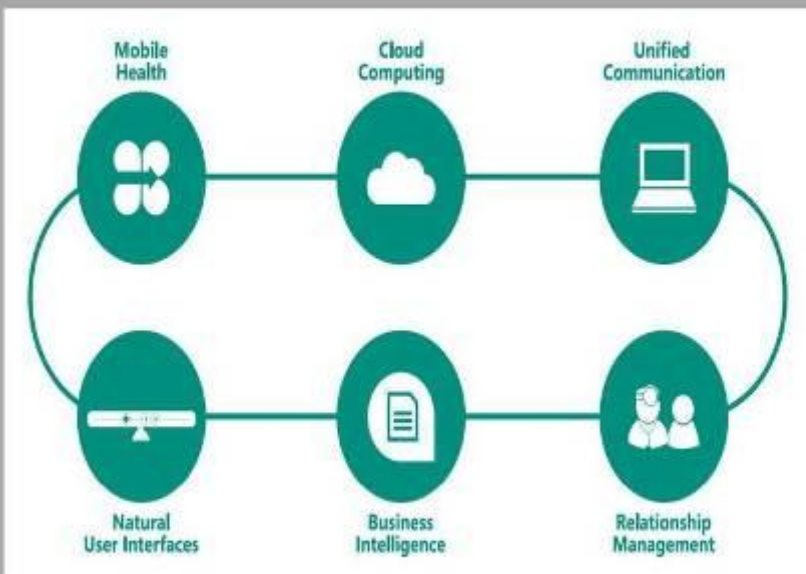 Mobile
Health
Cloud
Computing
Unified
Communication
Natural
User Interfaces
Business
Intelligence
Relationship
Management